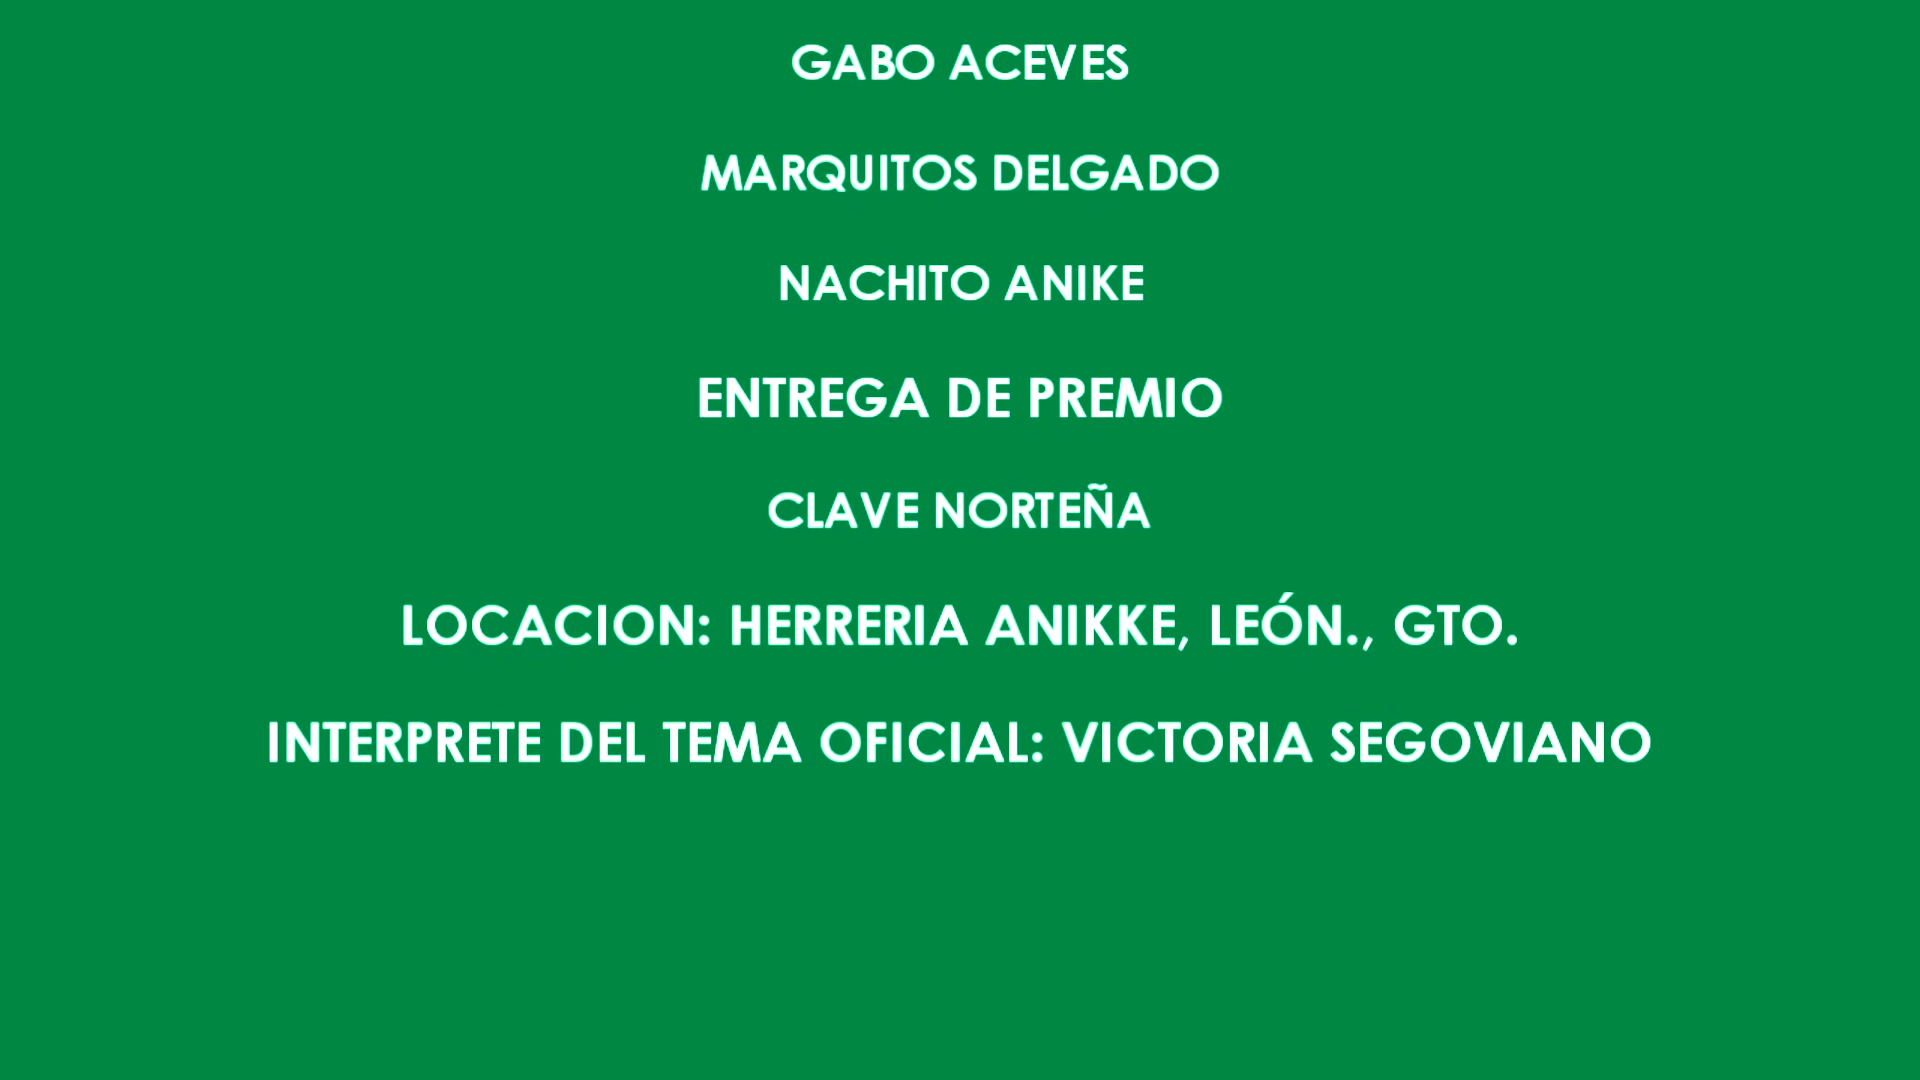 GABO ACEVES
MARQUITOS DELGADO
NACHITO ANIKE
ENTREGA DE PREMIO
CLAVE NORTEÑA
LOCACION: HERRERIA ANIKKE, LEÓN., GTO.
INTERPRETE DEL TEMA OFICIAL: VICTORIA SEGOVIANO